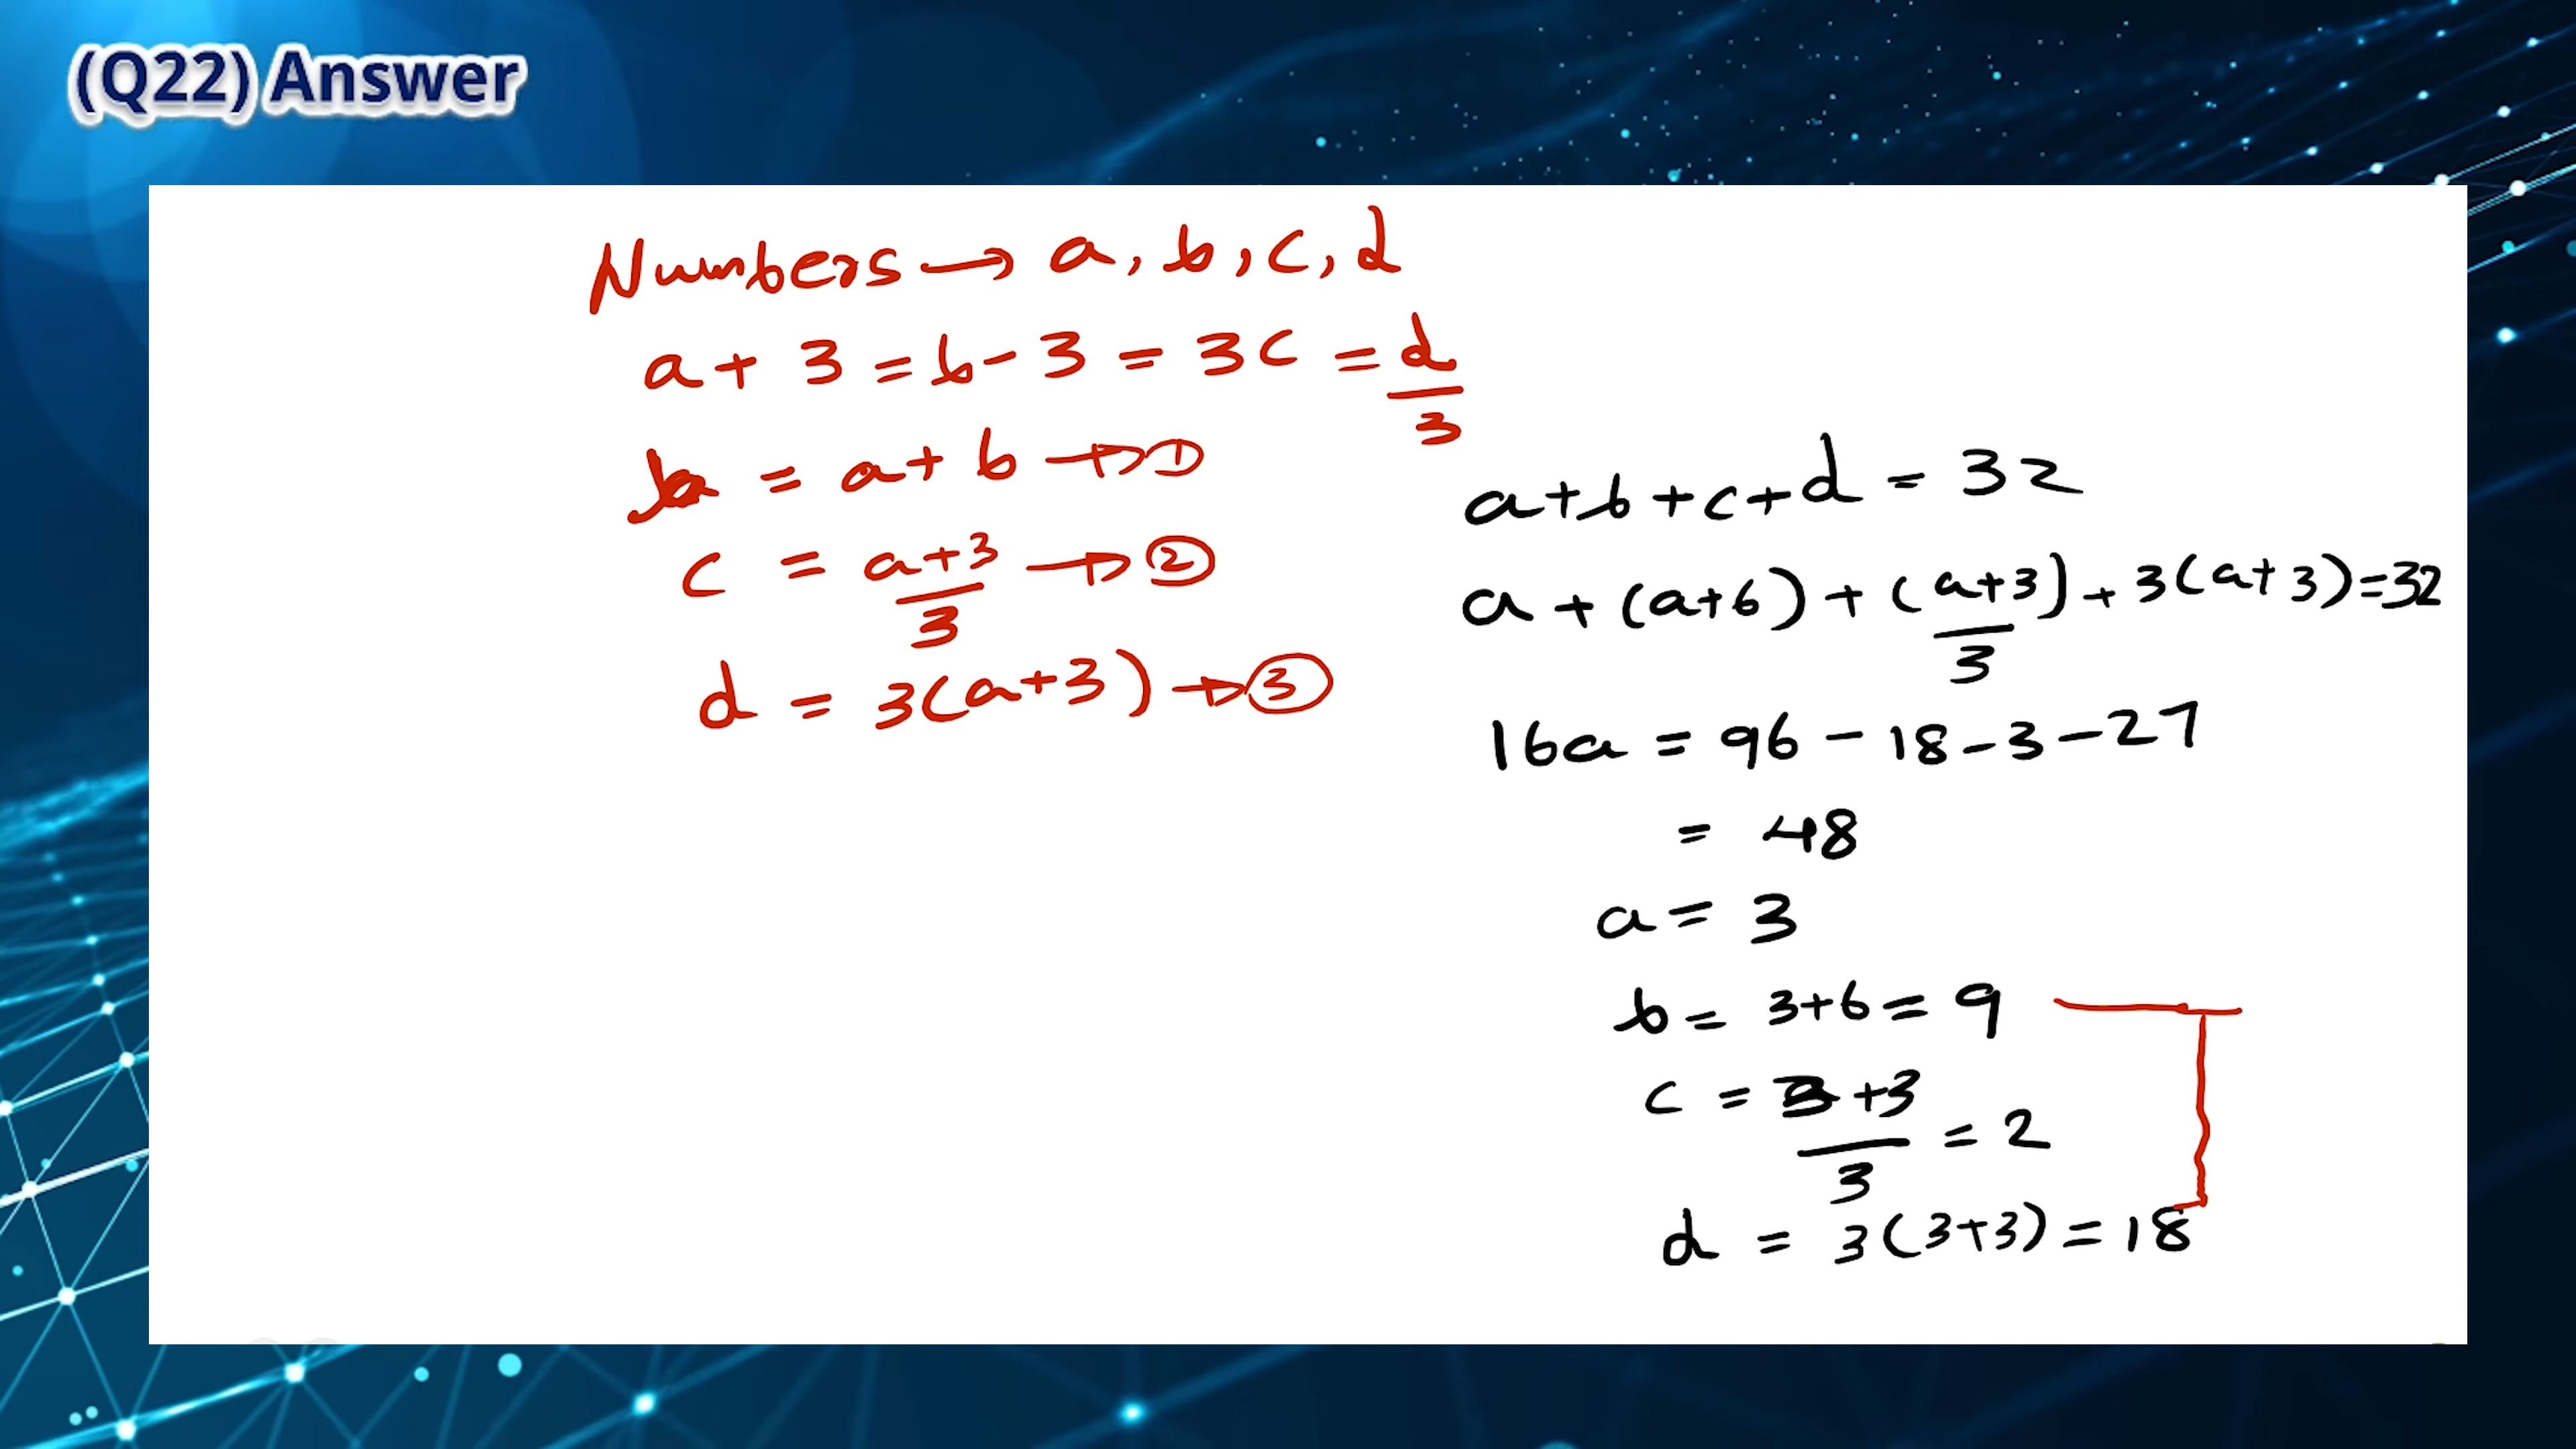 (Q22) Answer
Numbers → a, b, c, d
a + 3 = b - 3 = 3c = d/3
= a + b → ①
c = a+3/3 → ②
d = 3(a+3) → ③
a+b+c+d = 32
a + (a+6) + (a+3)/3 + 3(a+3)=32
16a = 96 - 18 - 3 - 27
= 48
a = 3
b = 3+6 = 9
c = 3+3/3 = 2
d = 3(3+3) = 18